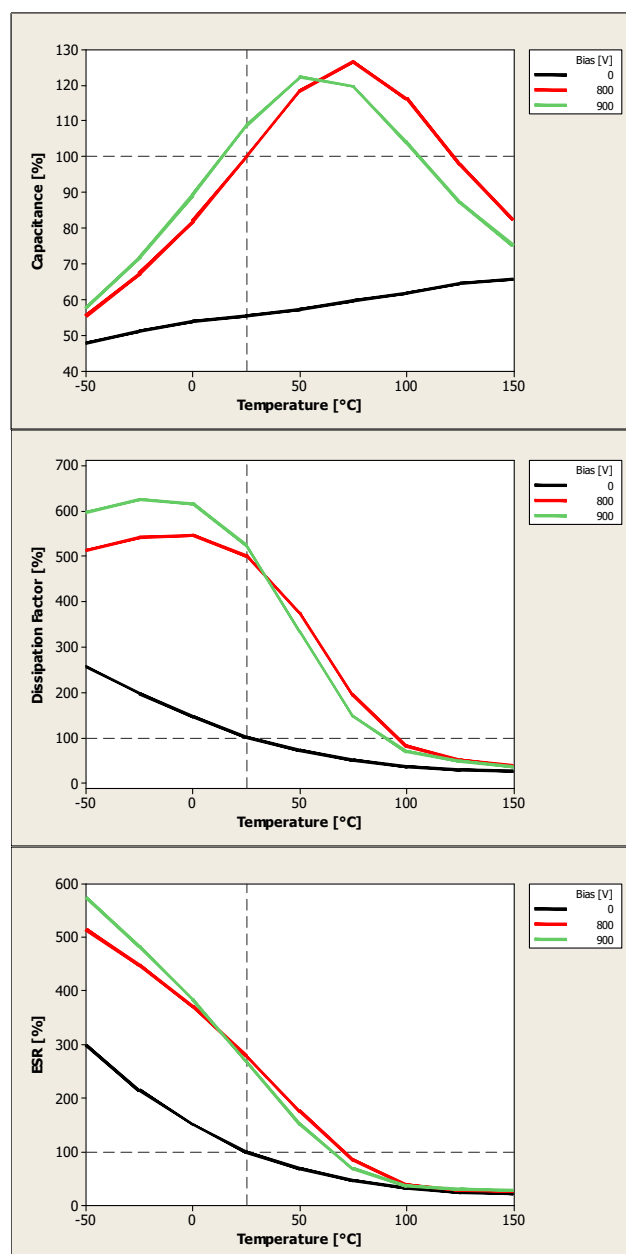 130
120
110
100
90
80
70
60
50
40
Capacitance [%]
-50 0 50 100 150
Temperature [°C]
Bias [V]
0
800
900
700
600
500
400
300
200
100
0
Dissipation Factor [%]
-50 0 50 100 150
Temperature [°C]
Bias [V]
0
800
900
600
500
400
300
200
100
0
ESR [%]
-50 0 50 100 150
Temperature [°C]
Bias [V]
0
800
900